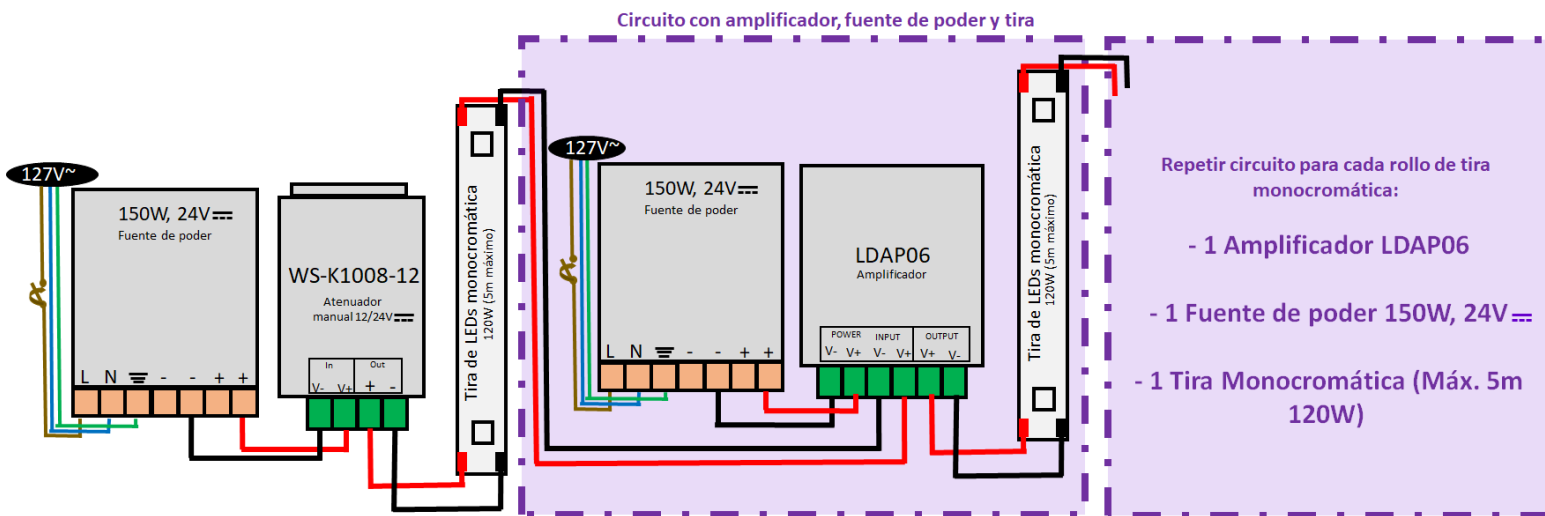 Circuito con amplificador, fuente de poder y tira
127V~
150W, 24V
Fuente de poder
L N - - + +
WS-K1008-12
Atenuador
manual 12/24V
In Out
V- V+ + -
Tira de LEDs monocromática
120W (5m máximo)
127V~
150W, 24V
Fuente de poder
L N - - + +
LDAP06
Amplificador
POWER INPUT OUTPUT
V- V+ V- V+ V+ V-
Tira de LEDs monocromática
120W (5m máximo)
Repetir circuito para cada rollo de tira
monocromática:
- 1 Amplificador LDAP06
- 1 Fuente de poder 150W, 24V
- 1 Tira Monocromática (Máx. 5m
120W)